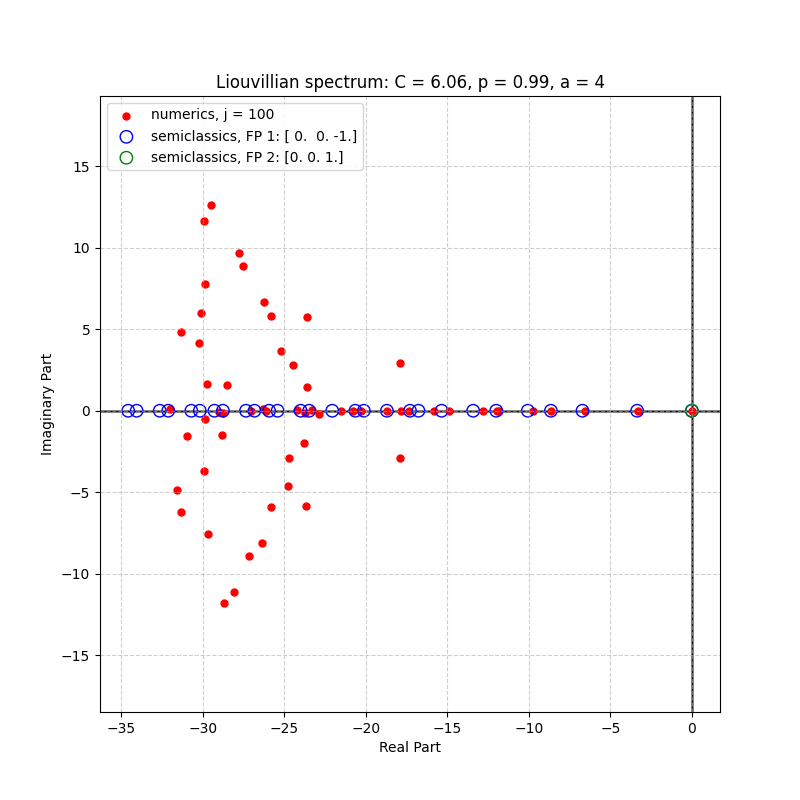 Liouvillian spectrum: C = 6.06, p = 0.99, a = 4
numerics, j = 100
semiclassics, FP 1: [ 0.  0. -1.]
semiclassics, FP 2: [0. 0. 1.]
15
10
5
0
−5
−10
−15
Imaginary Part
−35
−30
−25
−20
−15
−10
−5
0
Real Part